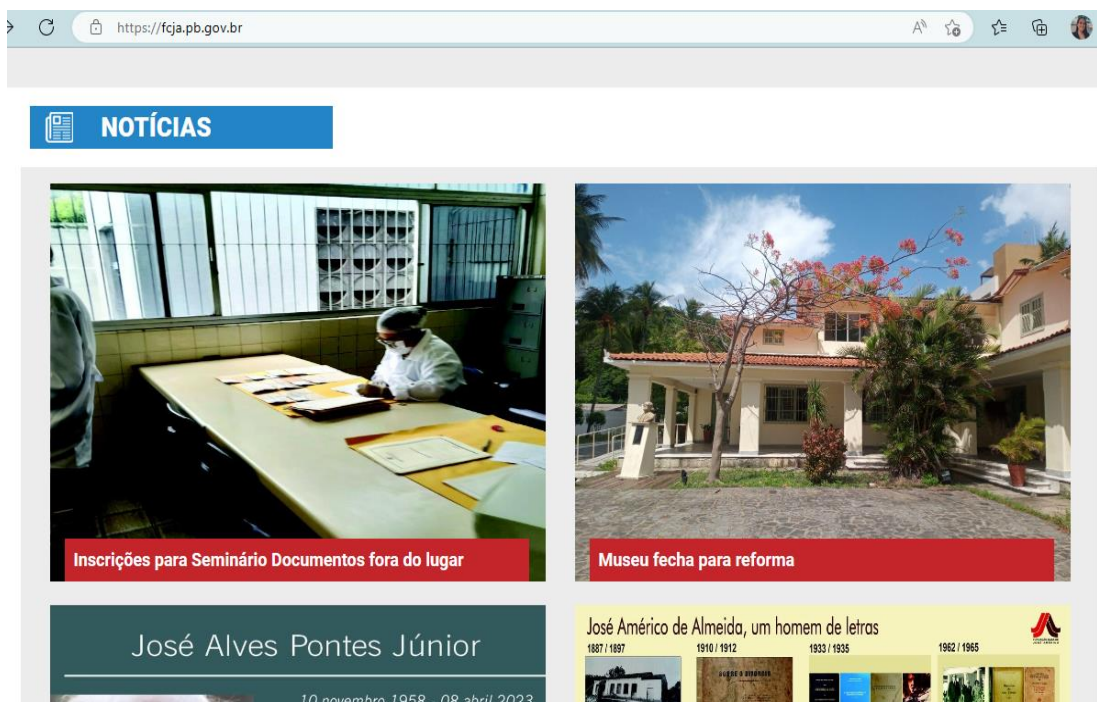 https://fcja.pb.gov.br
NOTÍCIAS
Inscrições para Seminário Documentos fora do lugar
Museu fecha para reforma
José Alves Pontes Júnior
10 novembro 1958 - 08 abril 2023
José Américo de Almeida, um homem de letras
1887 / 1897
1910 / 1912
1933 / 1935
1962 / 1965